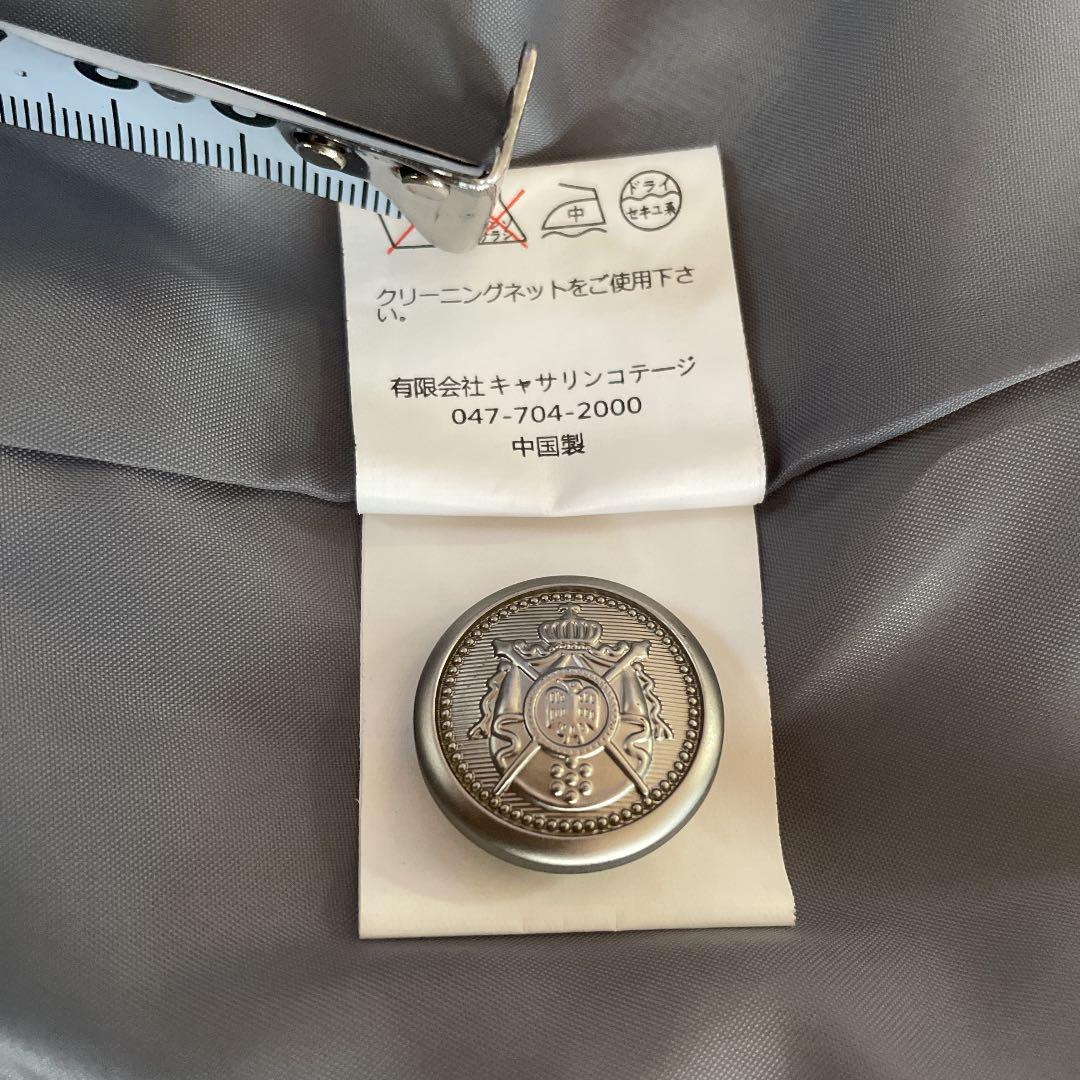 中
ドライ
セキユ系
クリーニングネットをご使用下さ
い。
有限会社キャサリンコテージ
047-704-2000
中国製